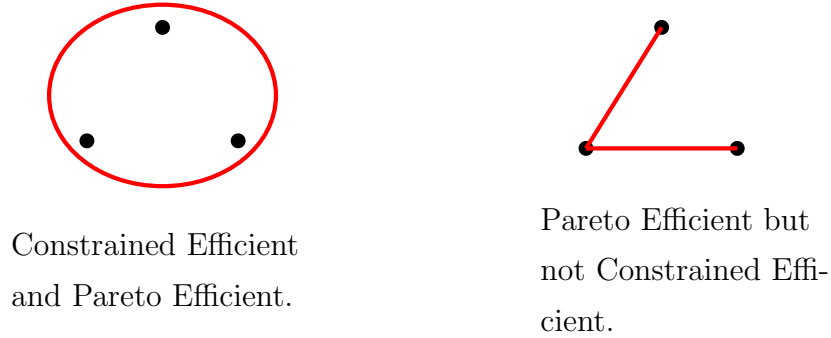 Constrained Efficient
and Pareto Efficient.
Pareto Efficient but
not Constrained Effi-
cient.